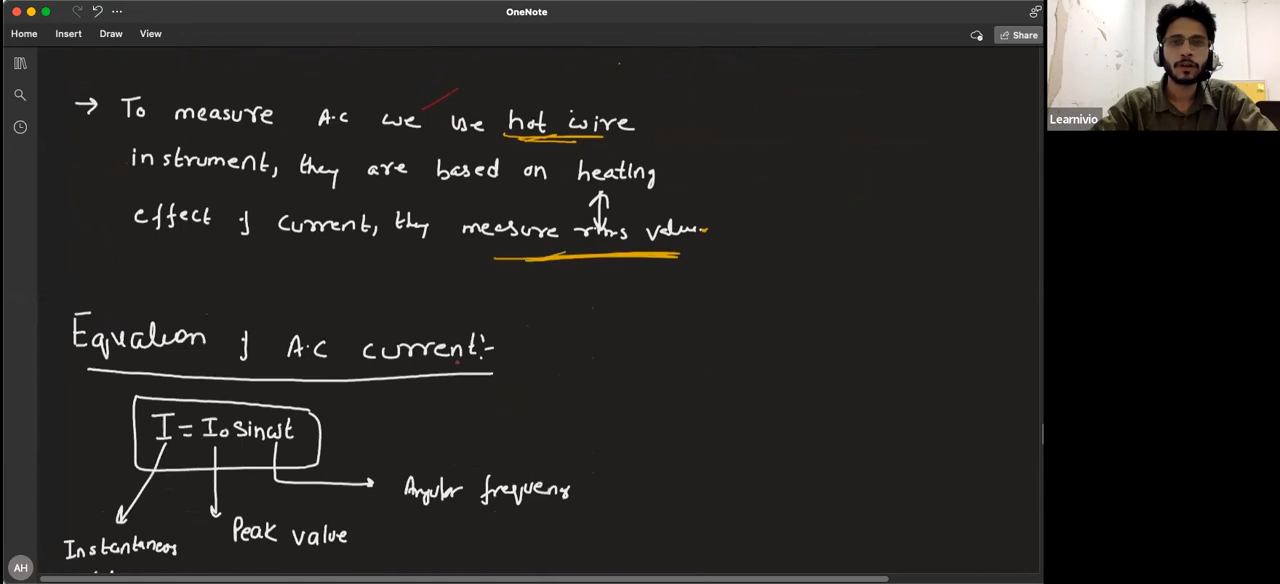 OneNote
Home Insert Draw View
Share
→ To measure A.C we use hot wire
instrument, they are based on heating
effect of current, they measure rms value
Equation of A.C current:-
I = I₀ sinωt
Angular frequency
Peak value
Instantaneos
AH
Learnivio